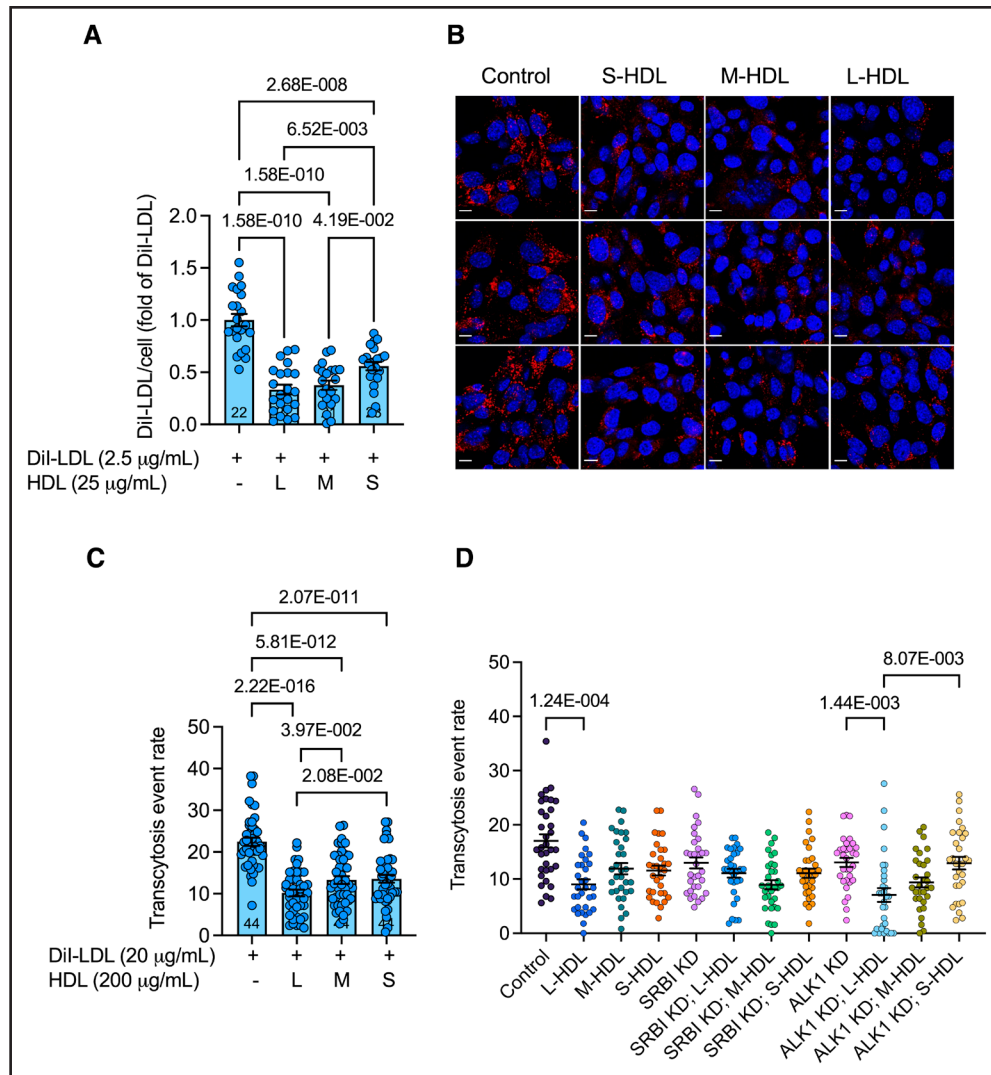 A
2.68E-008
6.52E-003
1.58E-010
1.58E-010
4.19E-002
Dil-LDL/cell (fold of Dil-LDL)
2.0
1.5
1.0
0.5
0.0
22
Dil-LDL (2.5 μg/mL) + + + +
HDL (25 μg/mL) - L M S
B
Control S-HDL M-HDL L-HDL
C
2.07E-011
5.81E-012
2.22E-016
3.97E-002
2.08E-002
Transcytosis event rate
50
40
30
20
10
0
44
Dil-LDL (20 μg/mL) + + + +
HDL (200 μg/mL) - L M S
D
8.07E-003
1.24E-004
1.44E-003
Transcytosis event rate
50
40
30
20
10
0
Control
L-HDL
M-HDL
S-HDL
SRBI KD
SRBI KD; L-HDL
SRBI KD; M-HDL
SRBI KD; S-HDL
ALK1 KD
ALK1 KD; L-HDL
ALK1 KD; M-HDL
ALK1 KD; S-HDL